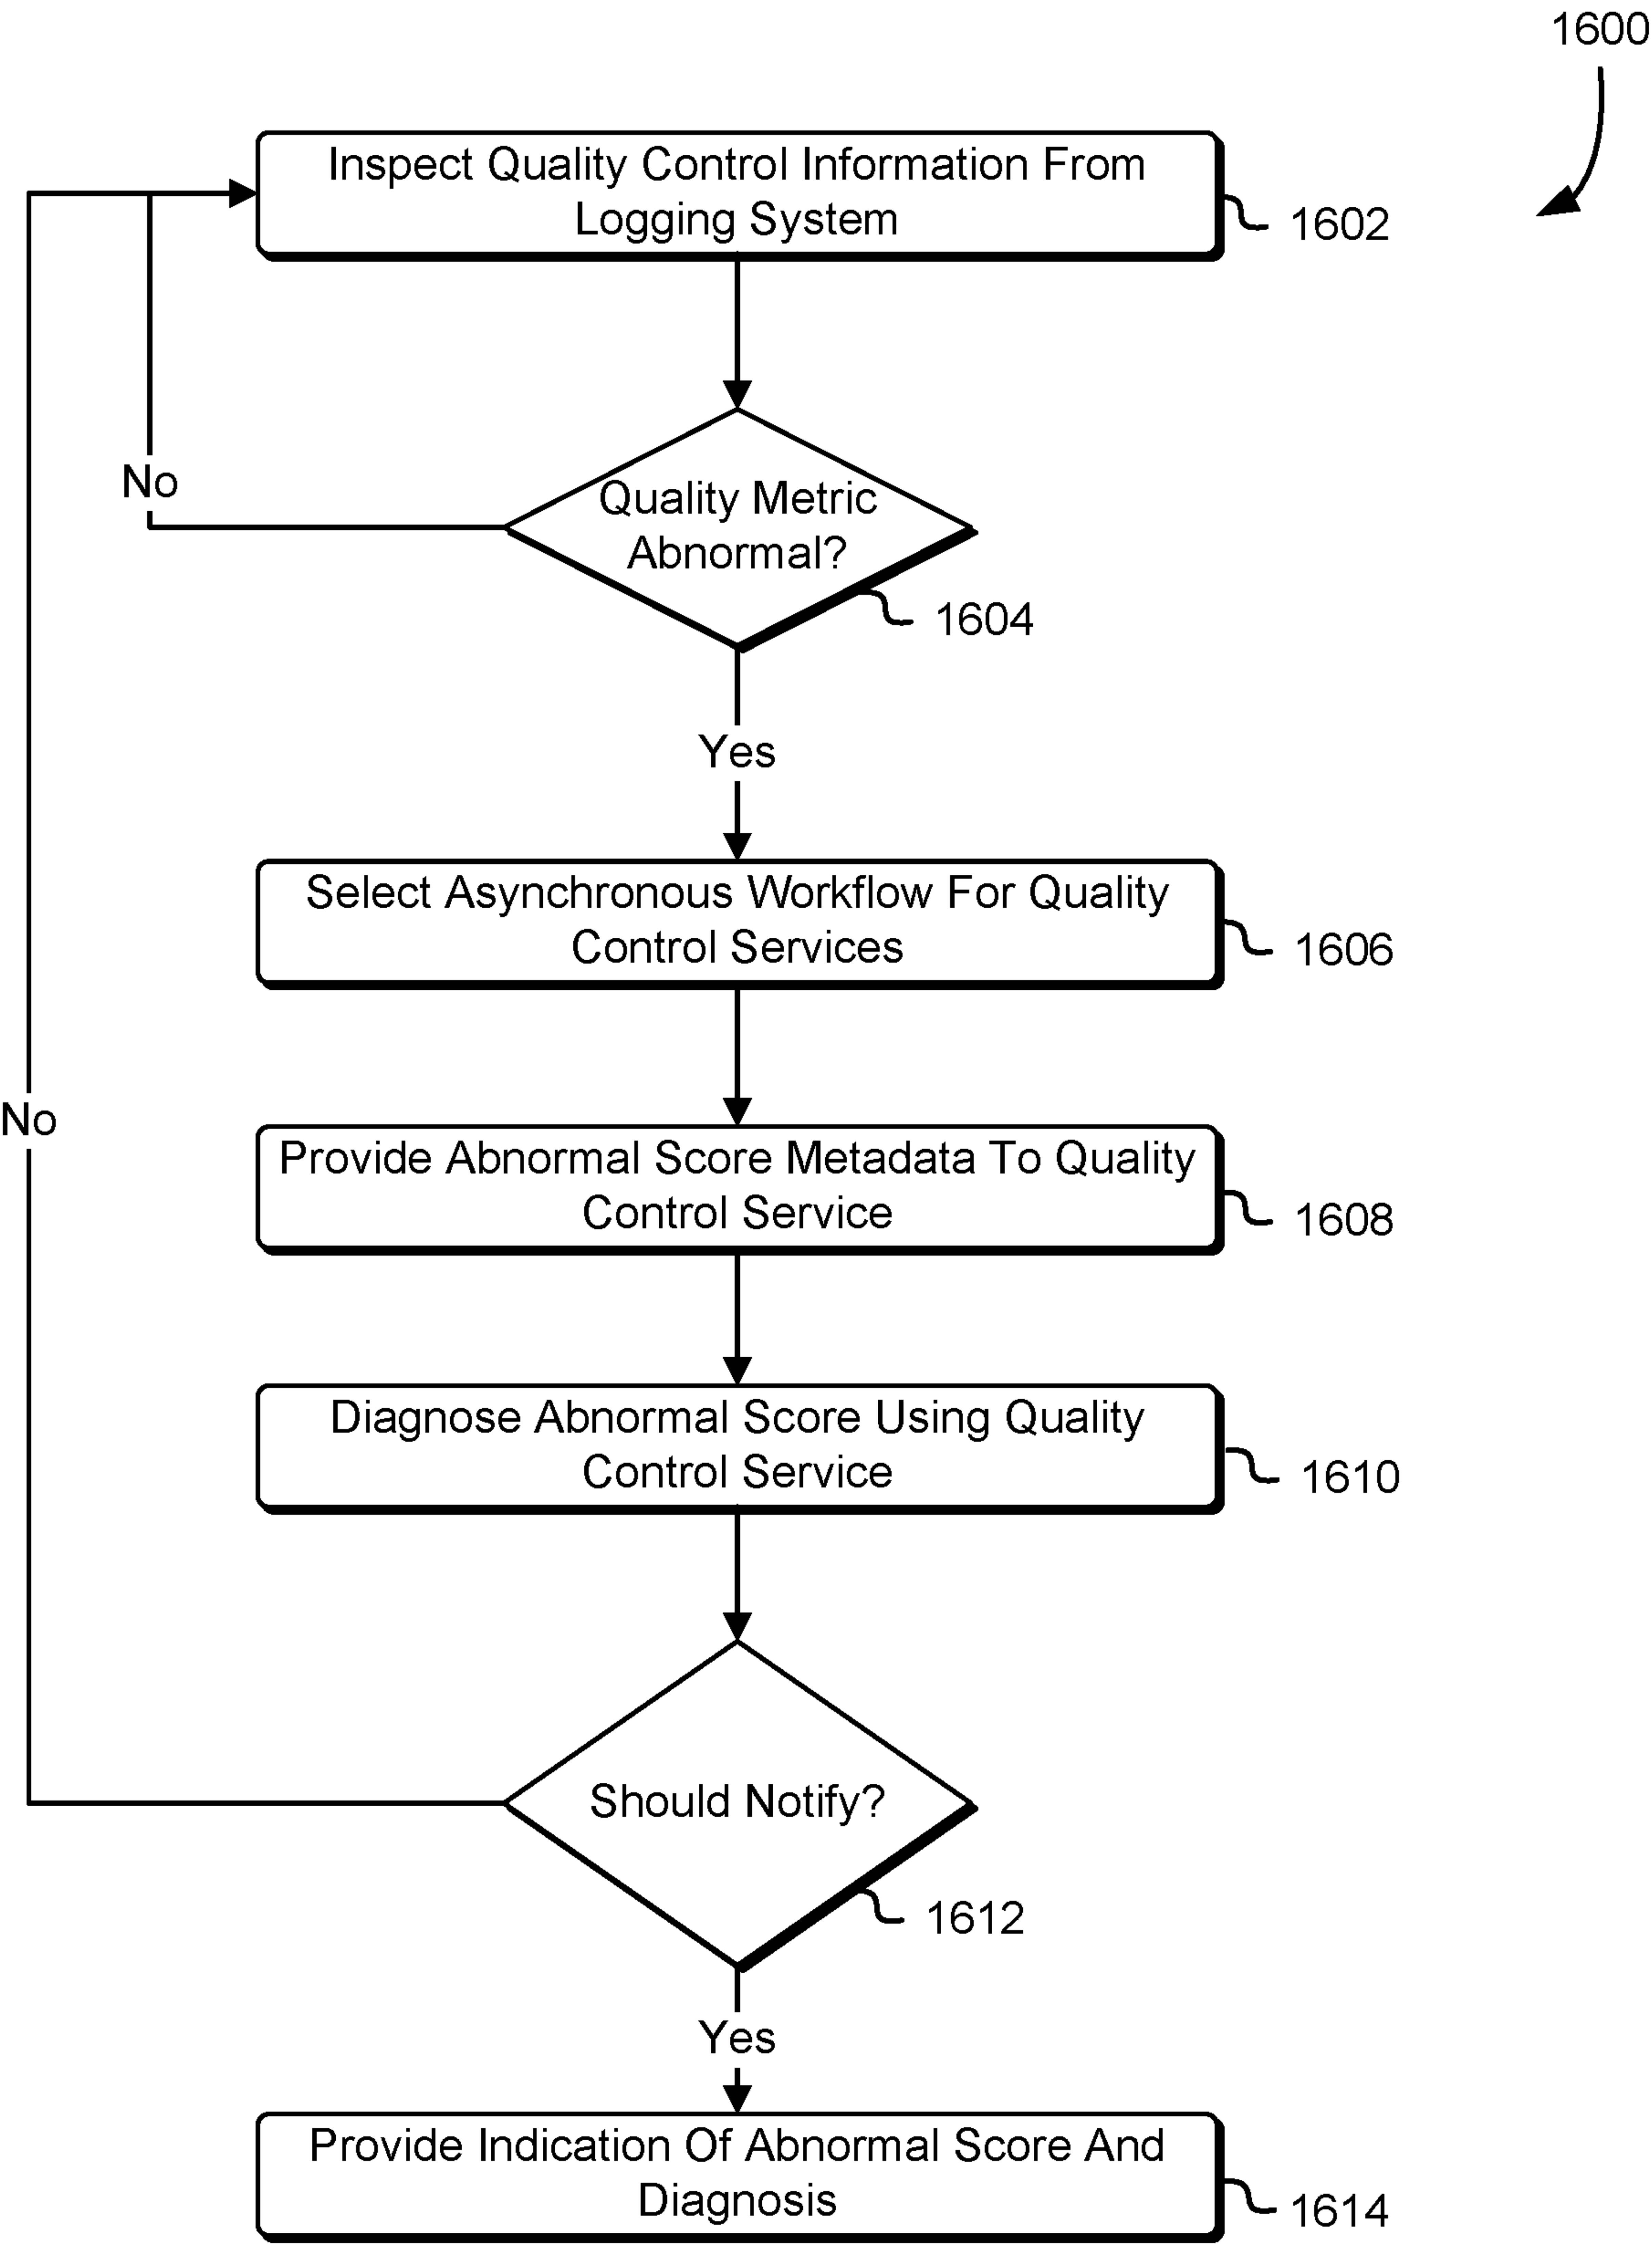 1600
Inspect Quality Control Information From
Logging System
1602
No
Quality Metric
Abnormal?
1604
Yes
Select Asynchronous Workflow For Quality
Control Services
1606
No
Provide Abnormal Score Metadata To Quality
Control Service
1608
Diagnose Abnormal Score Using Quality
Control Service
1610
Should Notify?
1612
Yes
Provide Indication Of Abnormal Score And
Diagnosis
1614